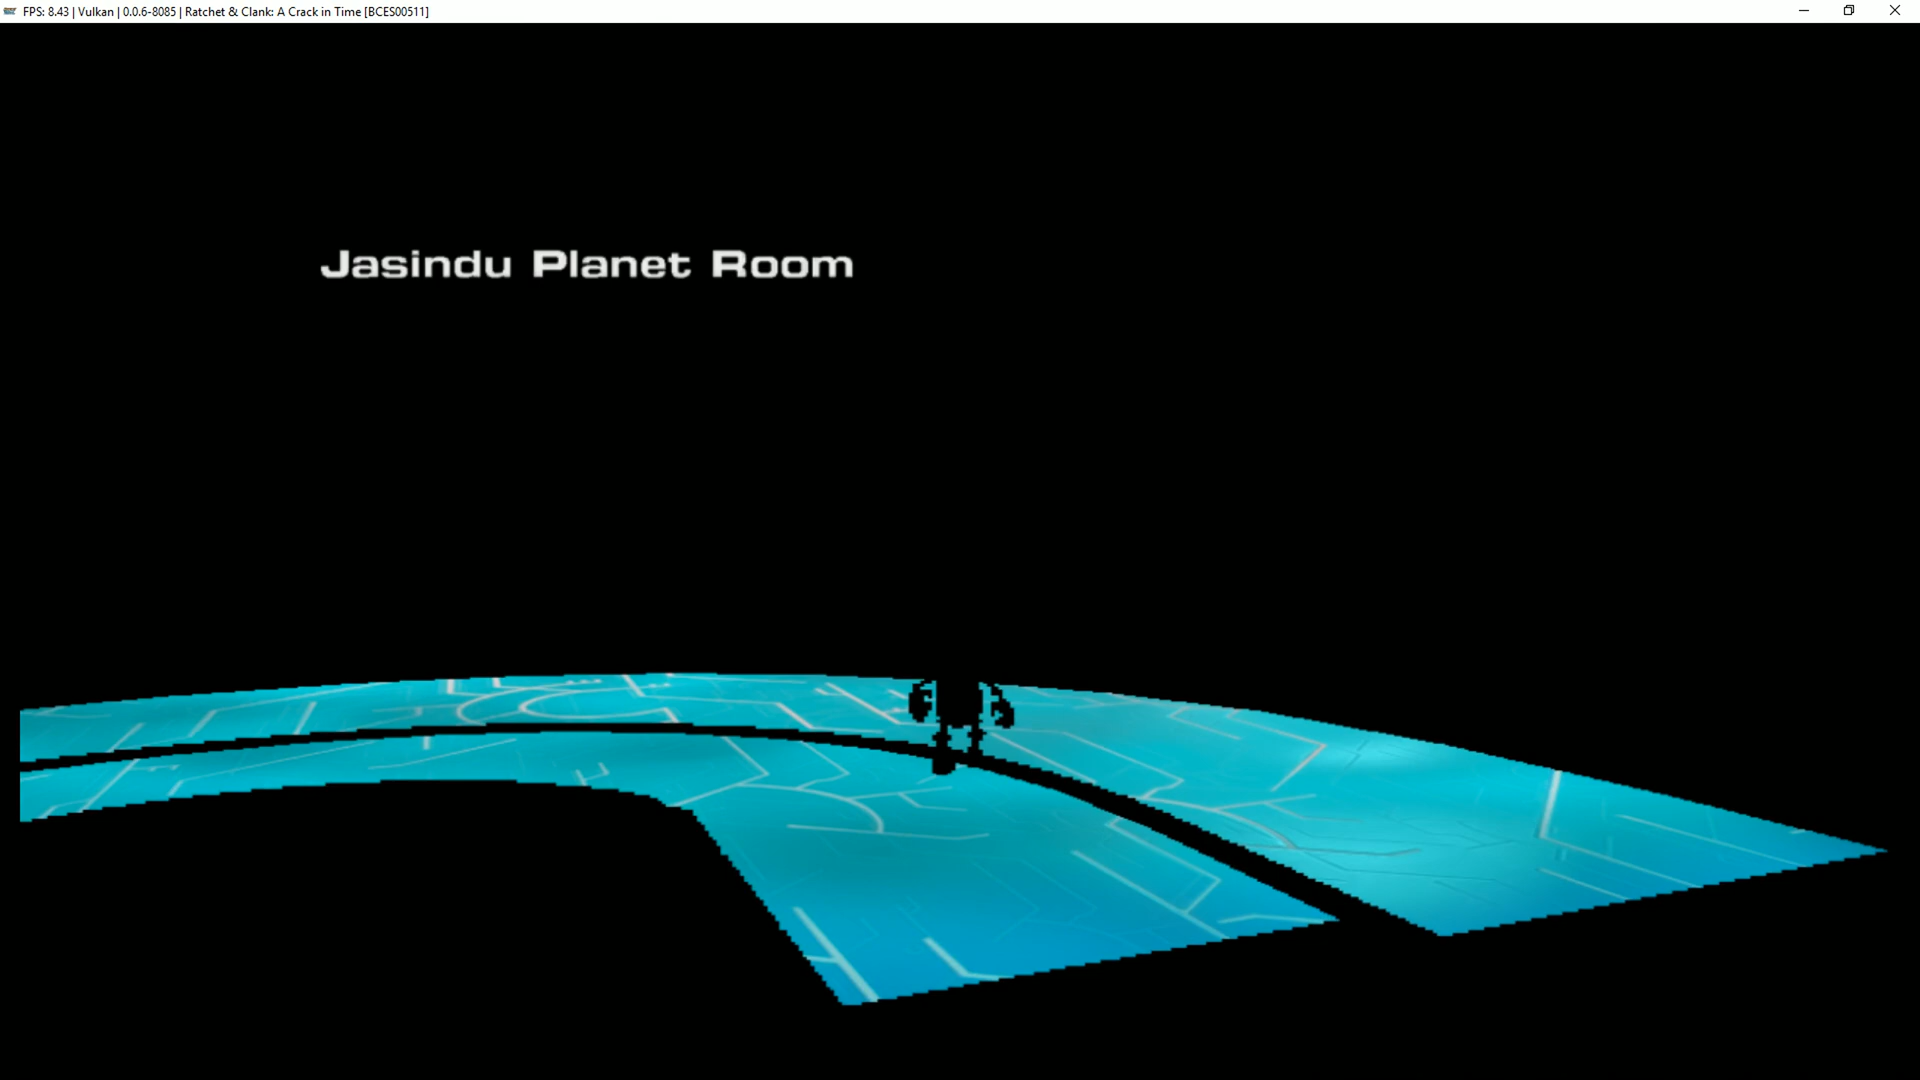 FPS: 8.43 | Vulkan | 0.0.6-8085 | Ratchet & Clank: A Crack in Time [BCES00511]
Jasindu Planet Room